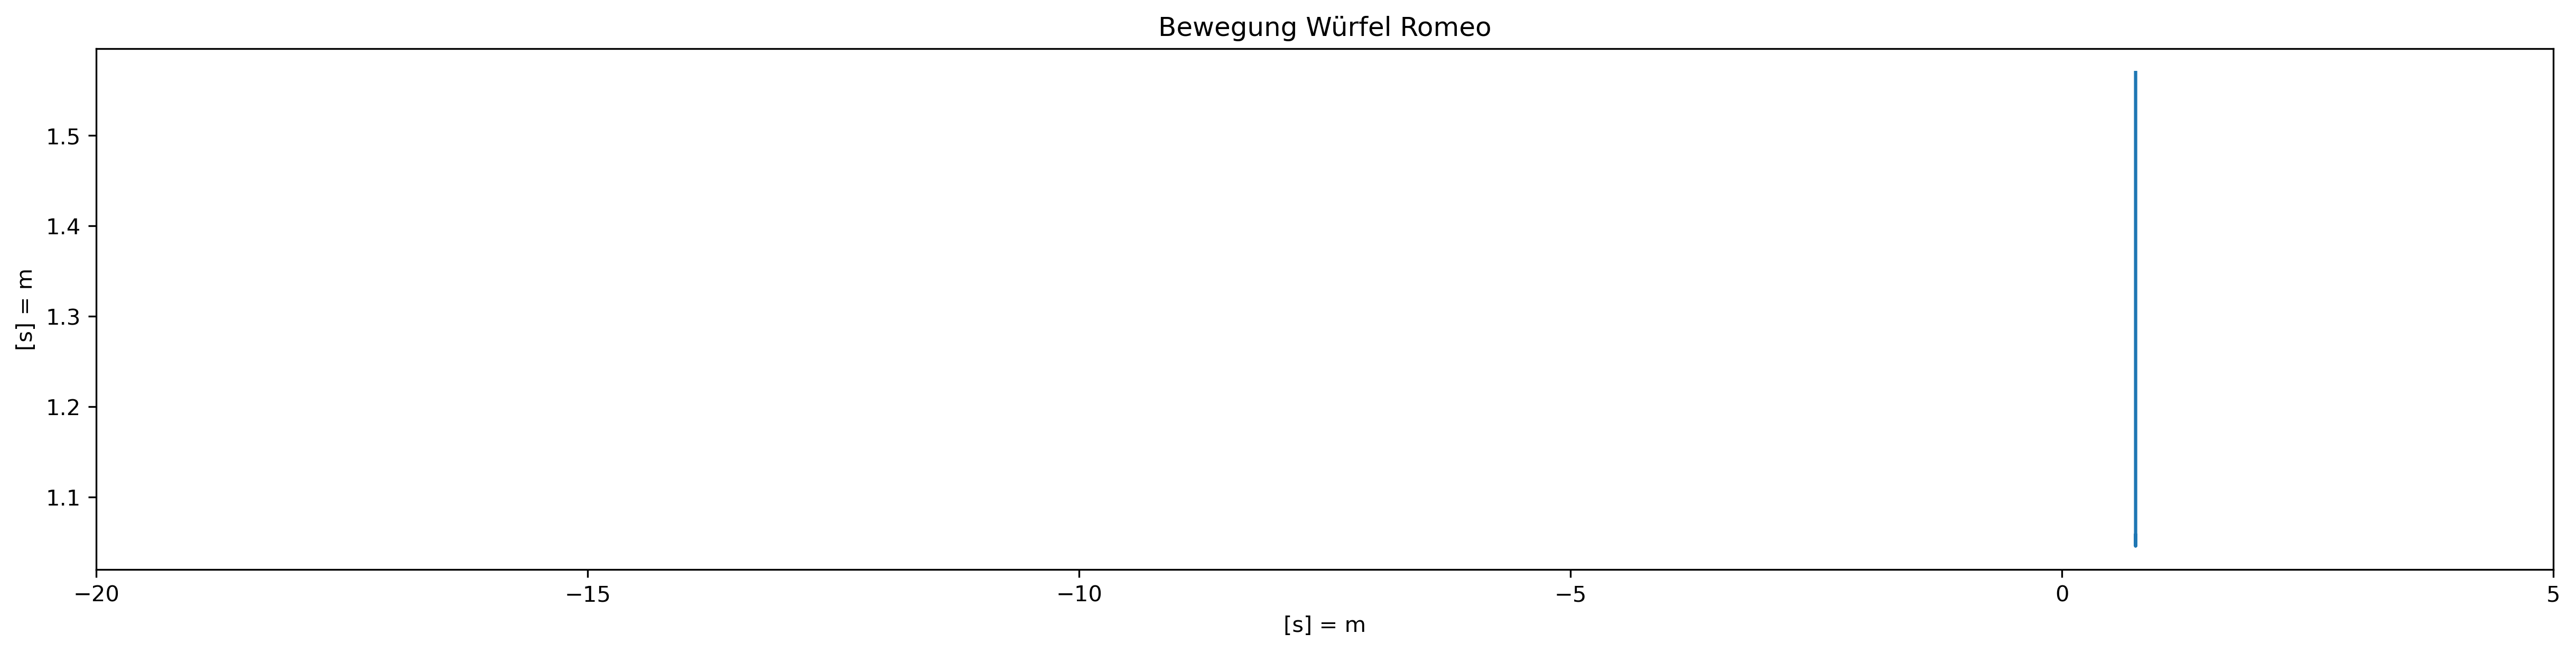 Bewegung Würfel Romeo
[s] = m
1.5
1.4
1.3
1.2
1.1
−20 −15 −10 −5 0 5
[s] = m